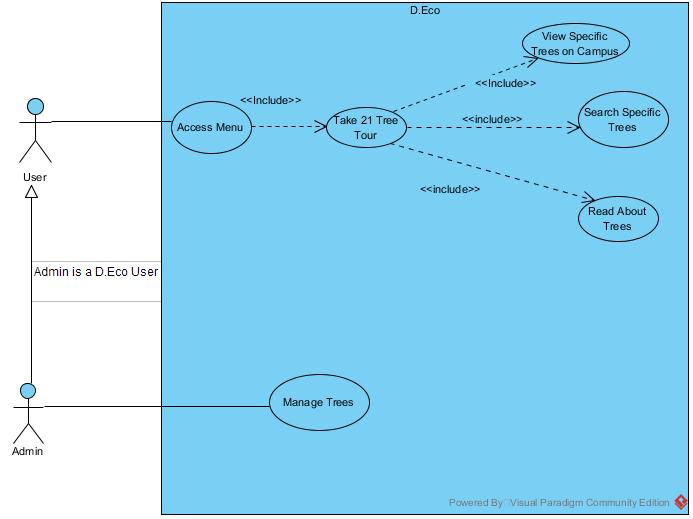 D.Eco
View Specific
Trees on Campus
<<Include>>
<<Include>>
Access Menu
Take 21 Tree
Tour
<<include>>
Search Specific
Trees
User
<<include>>
Read About
Trees
Admin is a D.Eco User
Manage Trees
Admin
Powered By Visual Paradigm Community Edition